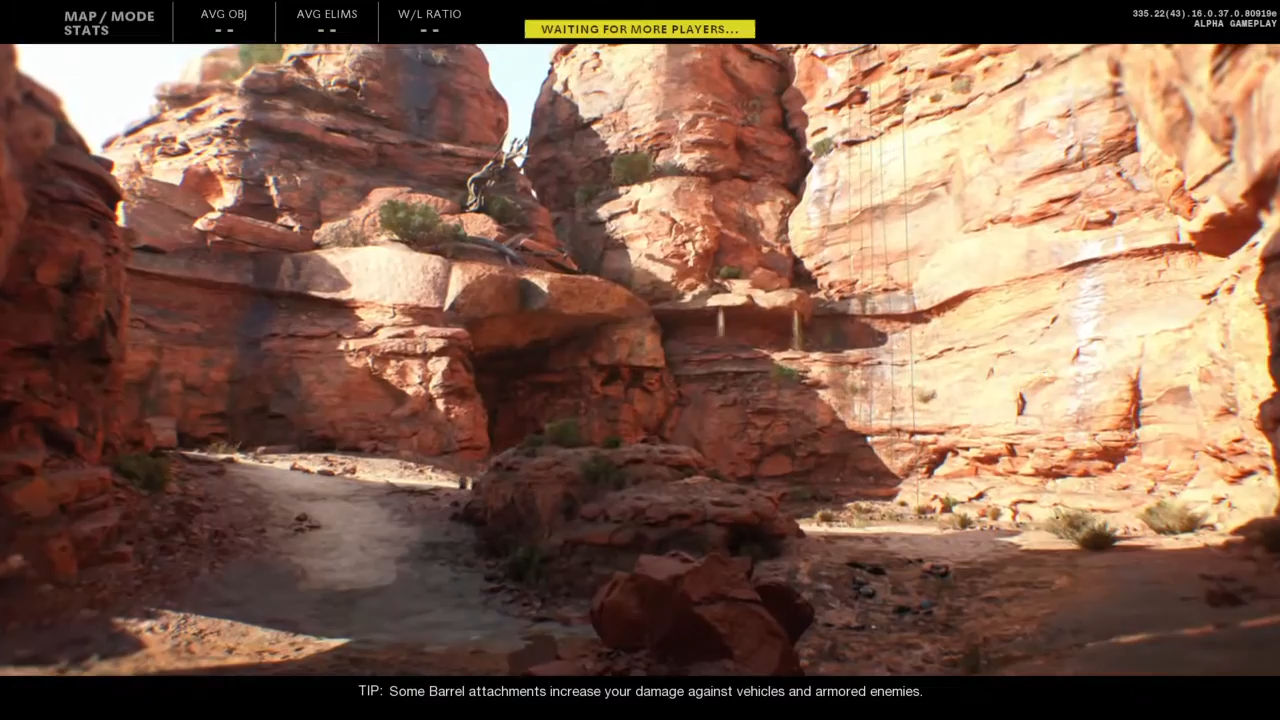 MAP / MODE
STATS
AVG OBJ
--
AVG ELIMS
--
W/L RATIO
--
WAITING FOR MORE PLAYERS...
335.22(43).16.0.37.0.80919e
ALPHA GAMEPLAY
TIP: Some Barrel attachments increase your damage against vehicles and armored enemies.